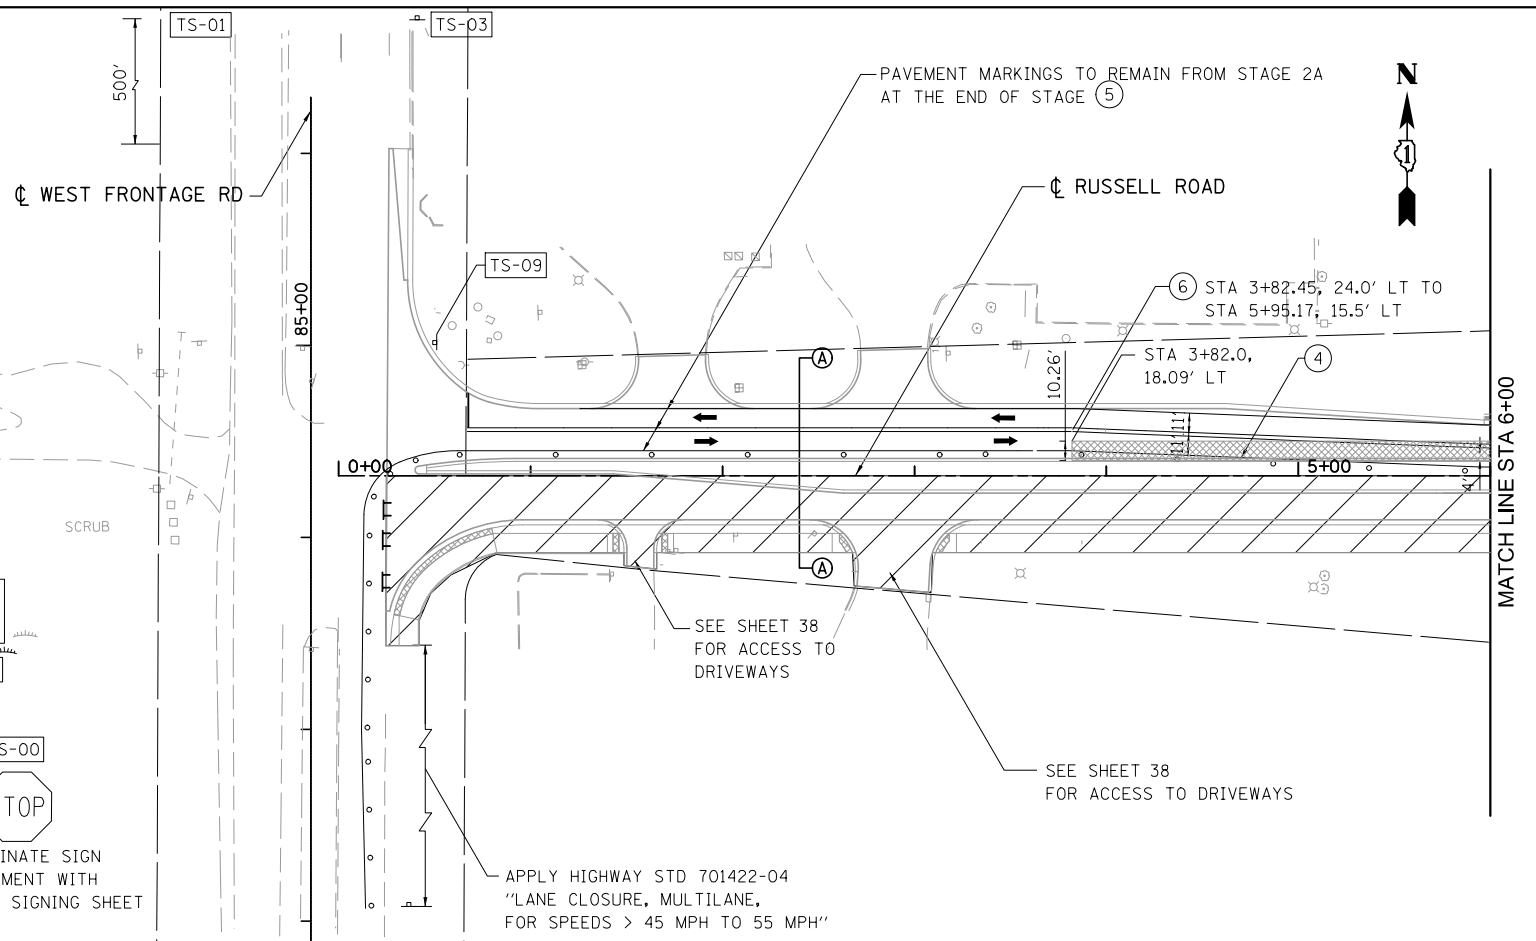 TS-01
TS-03
500'
PAVEMENT MARKINGS TO REMAIN FROM STAGE 2A
AT THE END OF STAGE 5
N
1
℄ WEST FRONTAGE RD
℄ RUSSELL ROAD
TS-09
85+00
6 STA 3+82.45, 24.0' LT TO
STA 5+95.17, 15.5' LT
STA 3+82.0,
18.09' LT
4
A
10.26'
11'
11'
0+00
5+00
4'
MATCH LINE STA 6+00
SCRUB
A
SEE SHEET 38
FOR ACCESS TO
DRIVEWAYS
S-00
TOP
INATE SIGN
MENT WITH
SIGNING SHEET
SEE SHEET 38
FOR ACCESS TO DRIVEWAYS
APPLY HIGHWAY STD 701422-04
"LANE CLOSURE, MULTILANE,
FOR SPEEDS > 45 MPH TO 55 MPH"